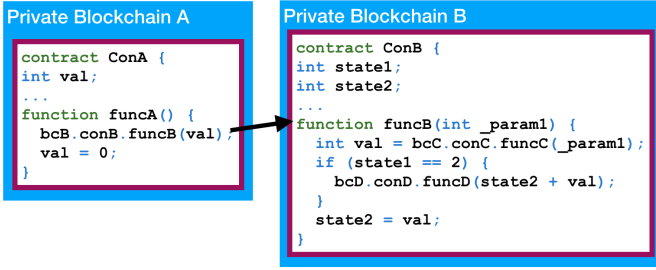 Private Blockchain A
contract ConA {
int val;
...
function funcA() {
  bcB.conB.funcB(val);
  val = 0;
}
Private Blockchain B
contract ConB {
int state1;
int state2;
...
function funcB(int _param1) {
  int val = bcC.conC.funcC(_param1);
  if (state1 == 2) {
    bcD.conD.funcD(state2 + val);
  }
  state2 = val;
}